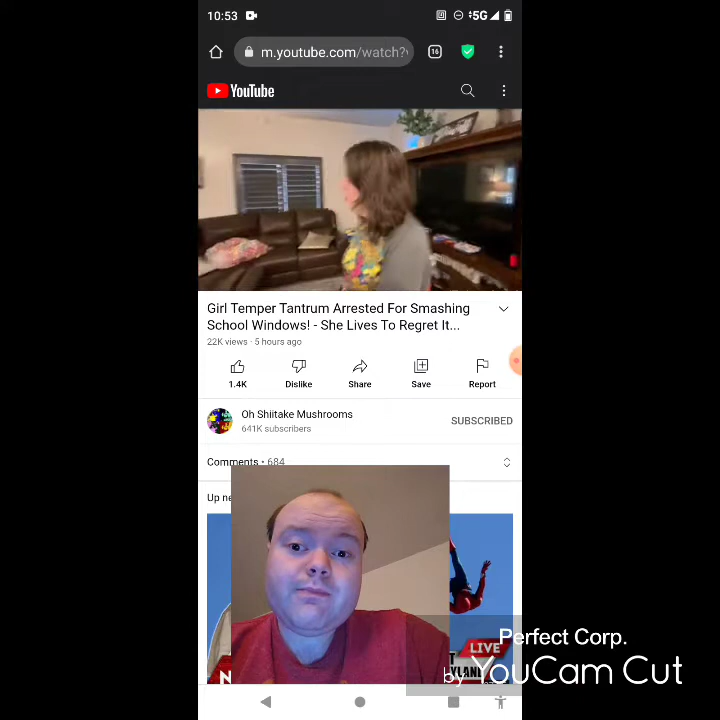 10:53
5G
m.youtube.com/watch?v
16
YouTube
Girl Temper Tantrum Arrested For Smashing
School Windows! - She Lives To Regret It...
22K views · 5 hours ago
1.4K
Dislike
Share
Save
Report
Oh Shiitake Mushrooms
641K subscribers
SUBSCRIBED
Comments • 684
Up ne
LIVE
Perfect Corp.
by YouCam Cut